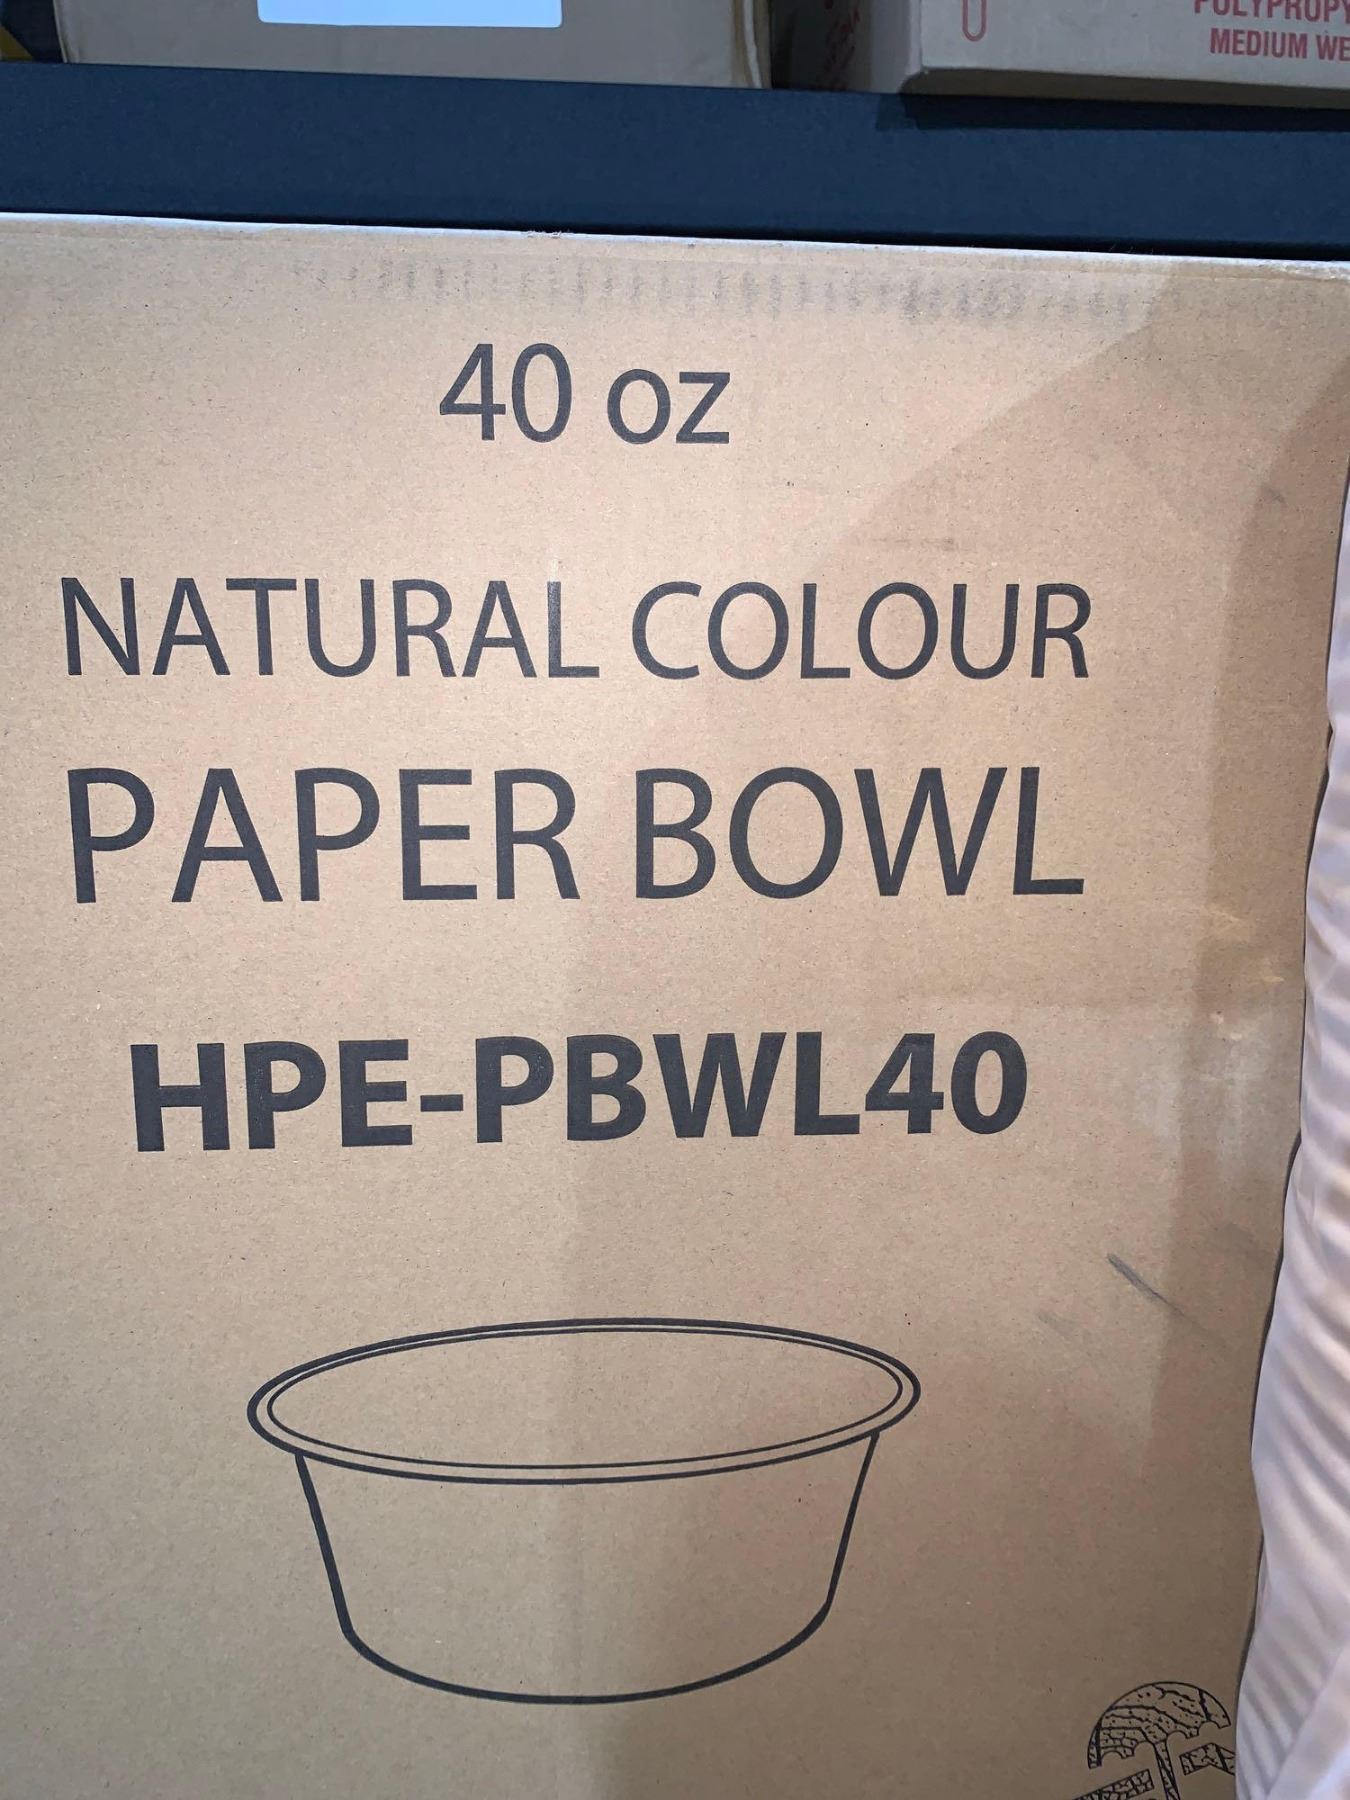 MEDIUM WE
40 oz
NATURAL COLOUR
PAPER BOWL
HPE-PBWL40